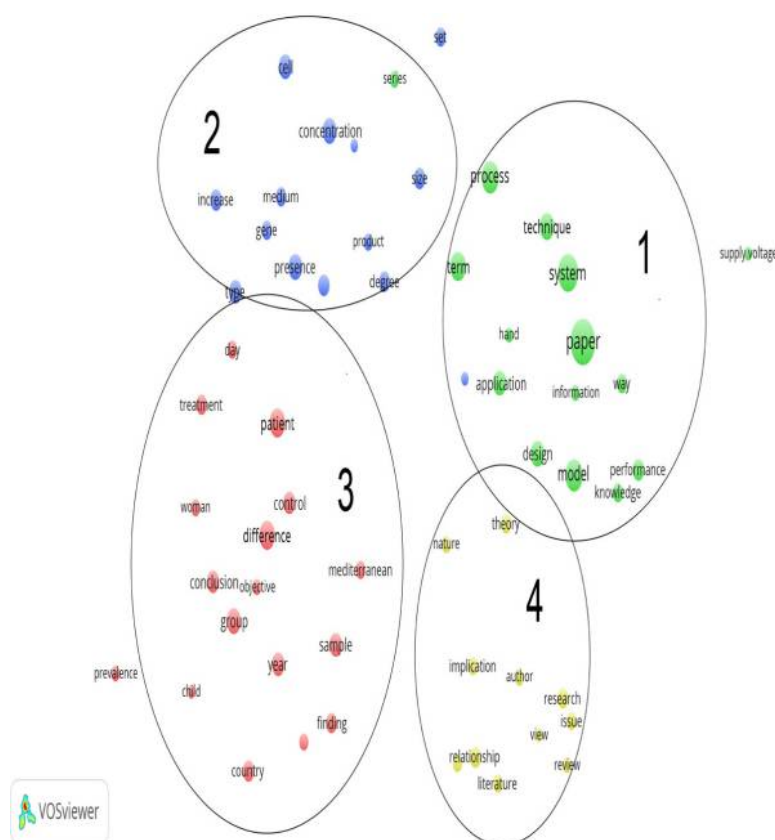 set
cell
series
2
concentration
process
size
increase
medium
technique
gene
product
1
supply voltage
presence
term
system
degree
type
hand
paper
day
application
information
way
treatment
patient
design
performance
model
knowledge
3
control
woman
theory
difference
nature
mediterranean
conclusion
objective
4
group
sample
year
implication
author
prevalence
child
research
finding
issue
view
relationship
review
country
literature
VOSviewer